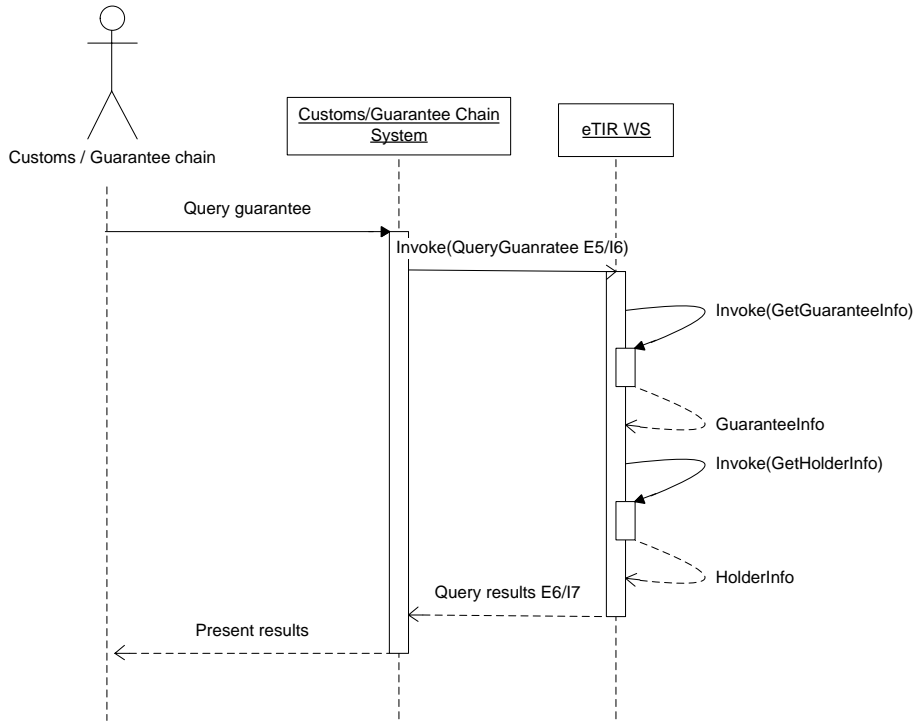 Customs/Guarantee Chain
System
eTIR WS
Customs / Guarantee chain
Query guarantee
Invoke(QueryGuanratee E5/I6)
Invoke(GetGuaranteeInfo)
GuaranteeInfo
Invoke(GetHolderInfo)
HolderInfo
Query results E6/I7
Present results